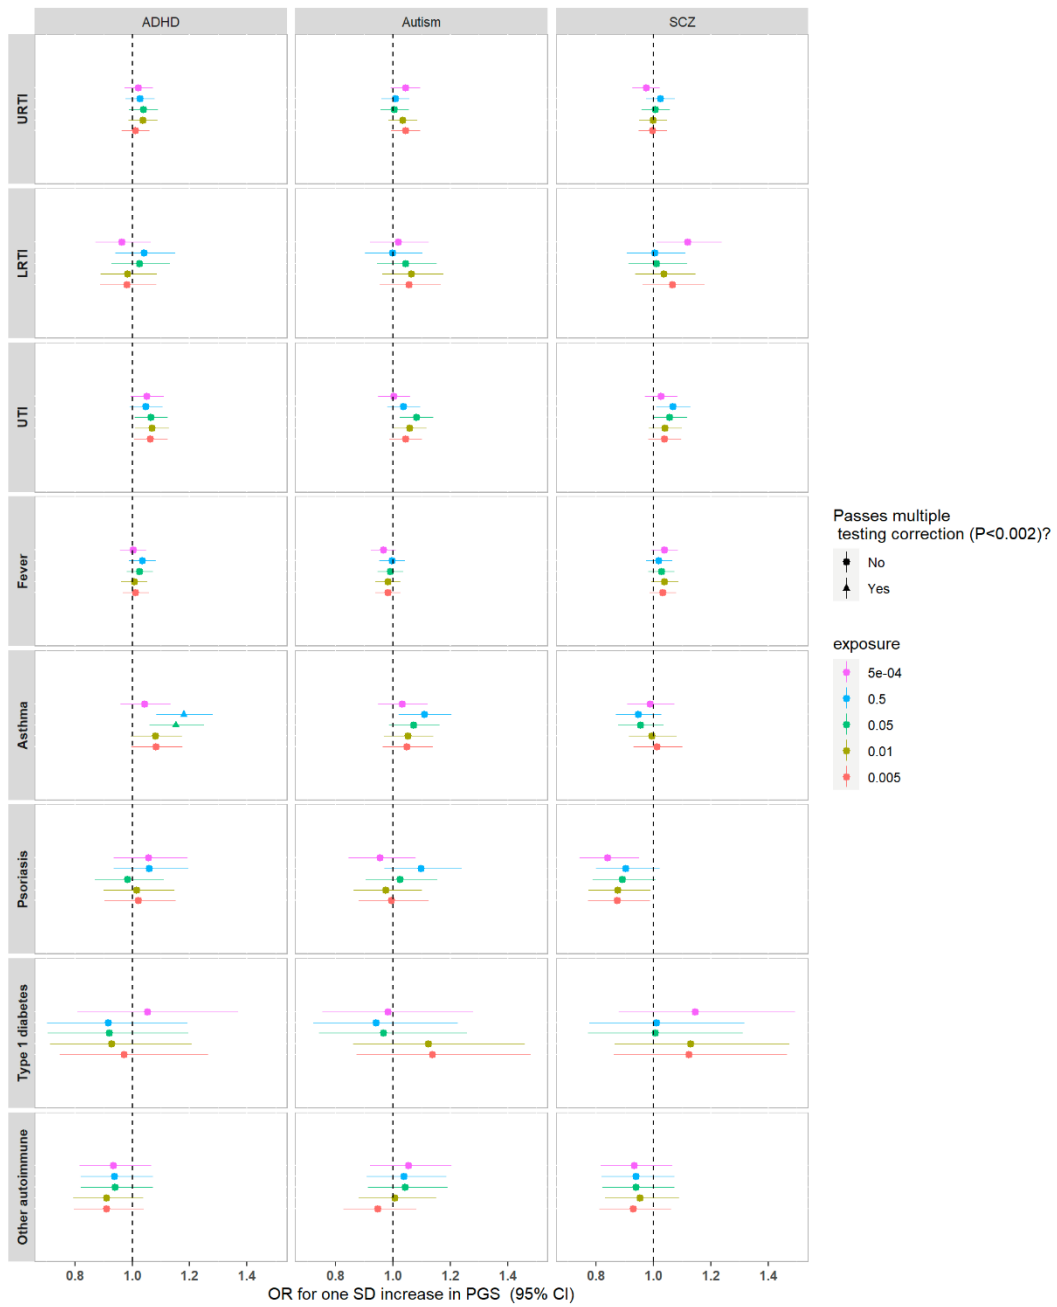 ADHD Autism SCZ
URTI
LRTI
UTI
Fever
Asthma
Psoriasis
Type 1 diabetes
Other autoimmune
0.8 1.0 1.2 1.4 0.8 1.0 1.2 1.4 0.8 1.0 1.2 1.4
OR for one SD increase in PGS (95% CI)
Passes multiple
testing correction (P<0.002)?
No
Yes
exposure
5e-04
0.5
0.05
0.01
0.005